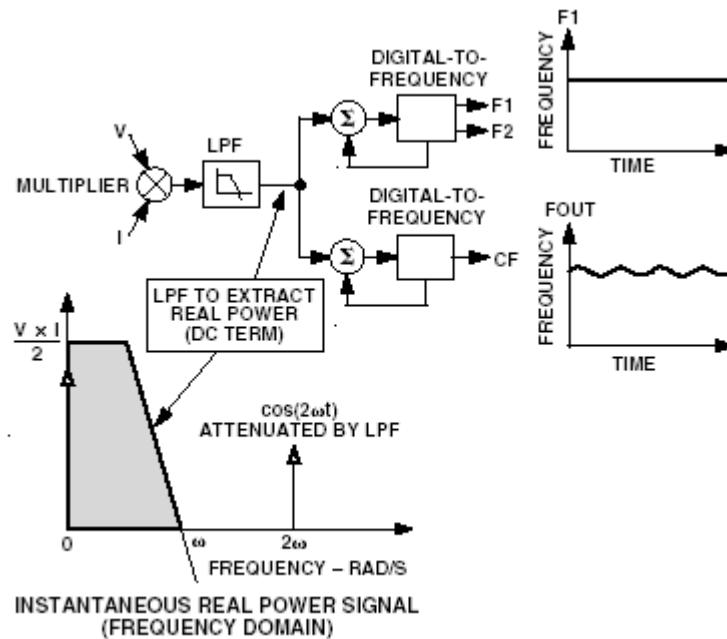 F1
DIGITAL-TO-
FREQUENCY
Σ
F1
F2
FREQUENCY
TIME
V
LPF
MULTIPLIER
I
DIGITAL-TO-
FREQUENCY
Σ
CF
FOUT
FREQUENCY
TIME
LPF TO EXTRACT
REAL POWER
(DC TERM)
V × I
2
cos(2ωt)
ATTENUATED BY LPF
0
ω
2ω
FREQUENCY – RAD/S
INSTANTANEOUS REAL POWER SIGNAL
(FREQUENCY DOMAIN)